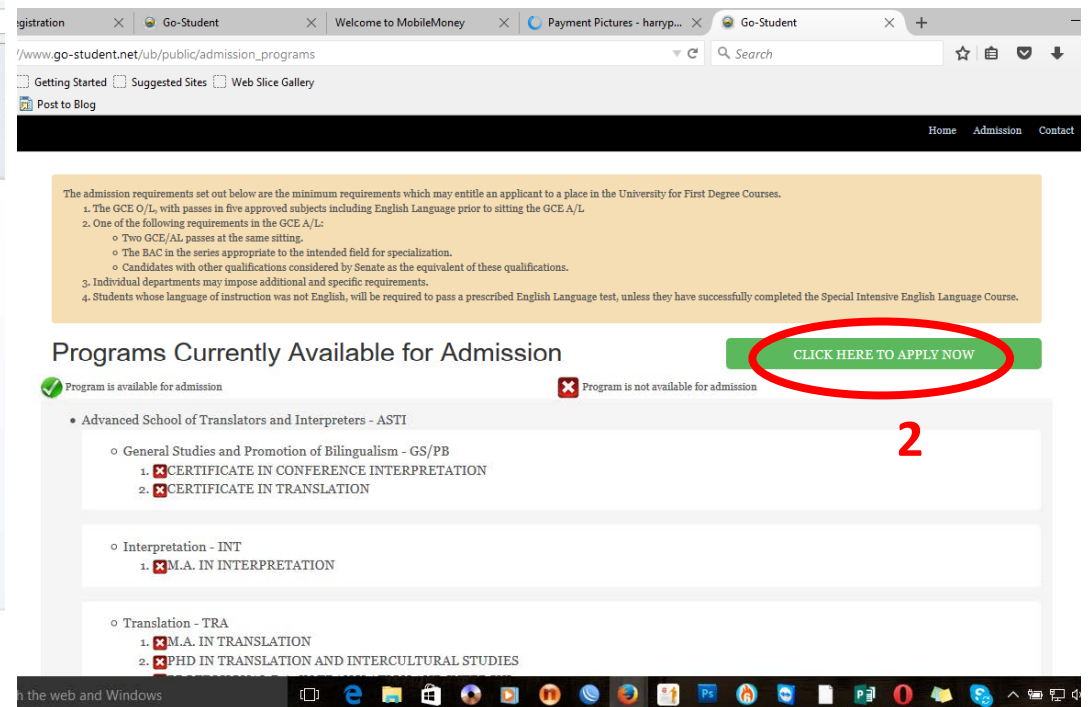 egistration
Go-Student
Welcome to MobileMoney
Payment Pictures - harryp...
Go-Student
//www.go-student.net/ub/public/admission_programs
Search
Getting Started Suggested Sites Web Slice Gallery
Post to Blog
Home Admission Contact
The admission requirements set out below are the minimum requirements which may entitle an applicant to a place in the University for First Degree Courses.
1. The GCE O/L, with passes in five approved subjects including English Language prior to sitting the GCE A/L
2. One of the following requirements in the GCE A/L:
Two GCE/AL passes at the same sitting.
The BAC in the series appropriate to the intended field for specialization.
Candidates with other qualifications considered by Senate as the equivalent of these qualifications.
3. Individual departments may impose additional and specific requirements.
4. Students whose language of instruction was not English, will be required to pass a prescribed English Language test, unless they have successfully completed the Special Intensive English Language Course.
Programs Currently Available for Admission
CLICK HERE TO APPLY NOW
Program is available for admission
Program is not available for admission
2
Advanced School of Translators and Interpreters - ASTI
General Studies and Promotion of Bilingualism - GS/PB
1. CERTIFICATE IN CONFERENCE INTERPRETATION
2. CERTIFICATE IN TRANSLATION
Interpretation - INT
1. M.A. IN INTERPRETATION
Translation - TRA
1. M.A. IN TRANSLATION
2. PHD IN TRANSLATION AND INTERCULTURAL STUDIES
h the web and Windows